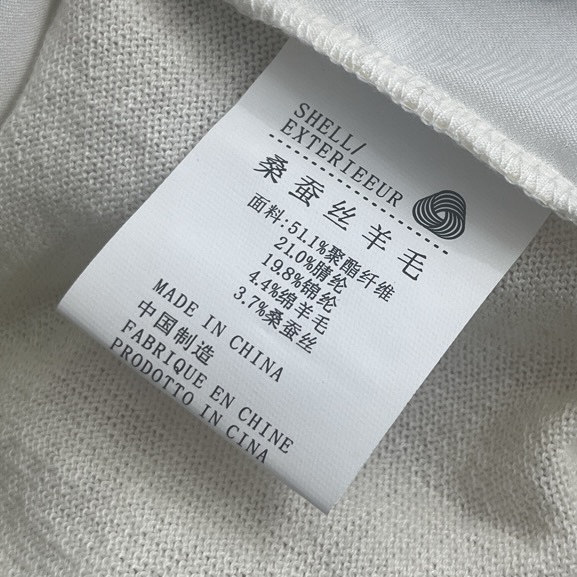 SHELL/
EXTERIEEUR
桑蚕丝羊毛
面料:51.1%聚酯纤维
21.0%腈纶
19.8%锦纶
4.4%绵羊毛
3.7%桑蚕丝
MADE IN CHINA
中国制造
FABRIQUE EN CHINE
PRODOTTO IN CINA